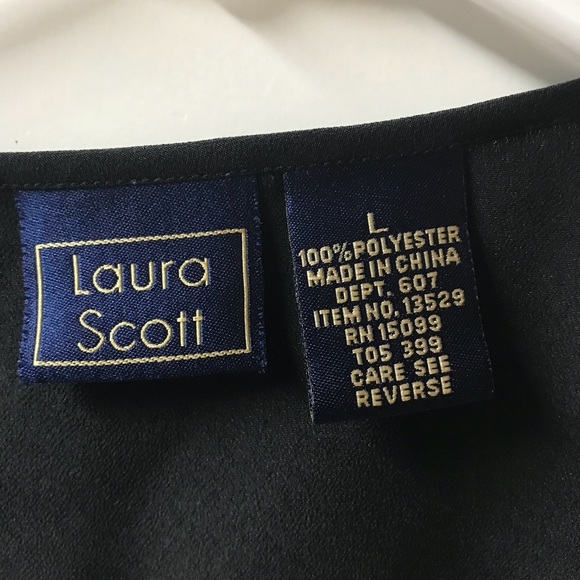 Laura
Scott
L
100% POLYESTER
MADE IN CHINA
DEPT. 607
ITEM NO. 13529
RN 15099
T05 399
CARE SEE
REVERSE